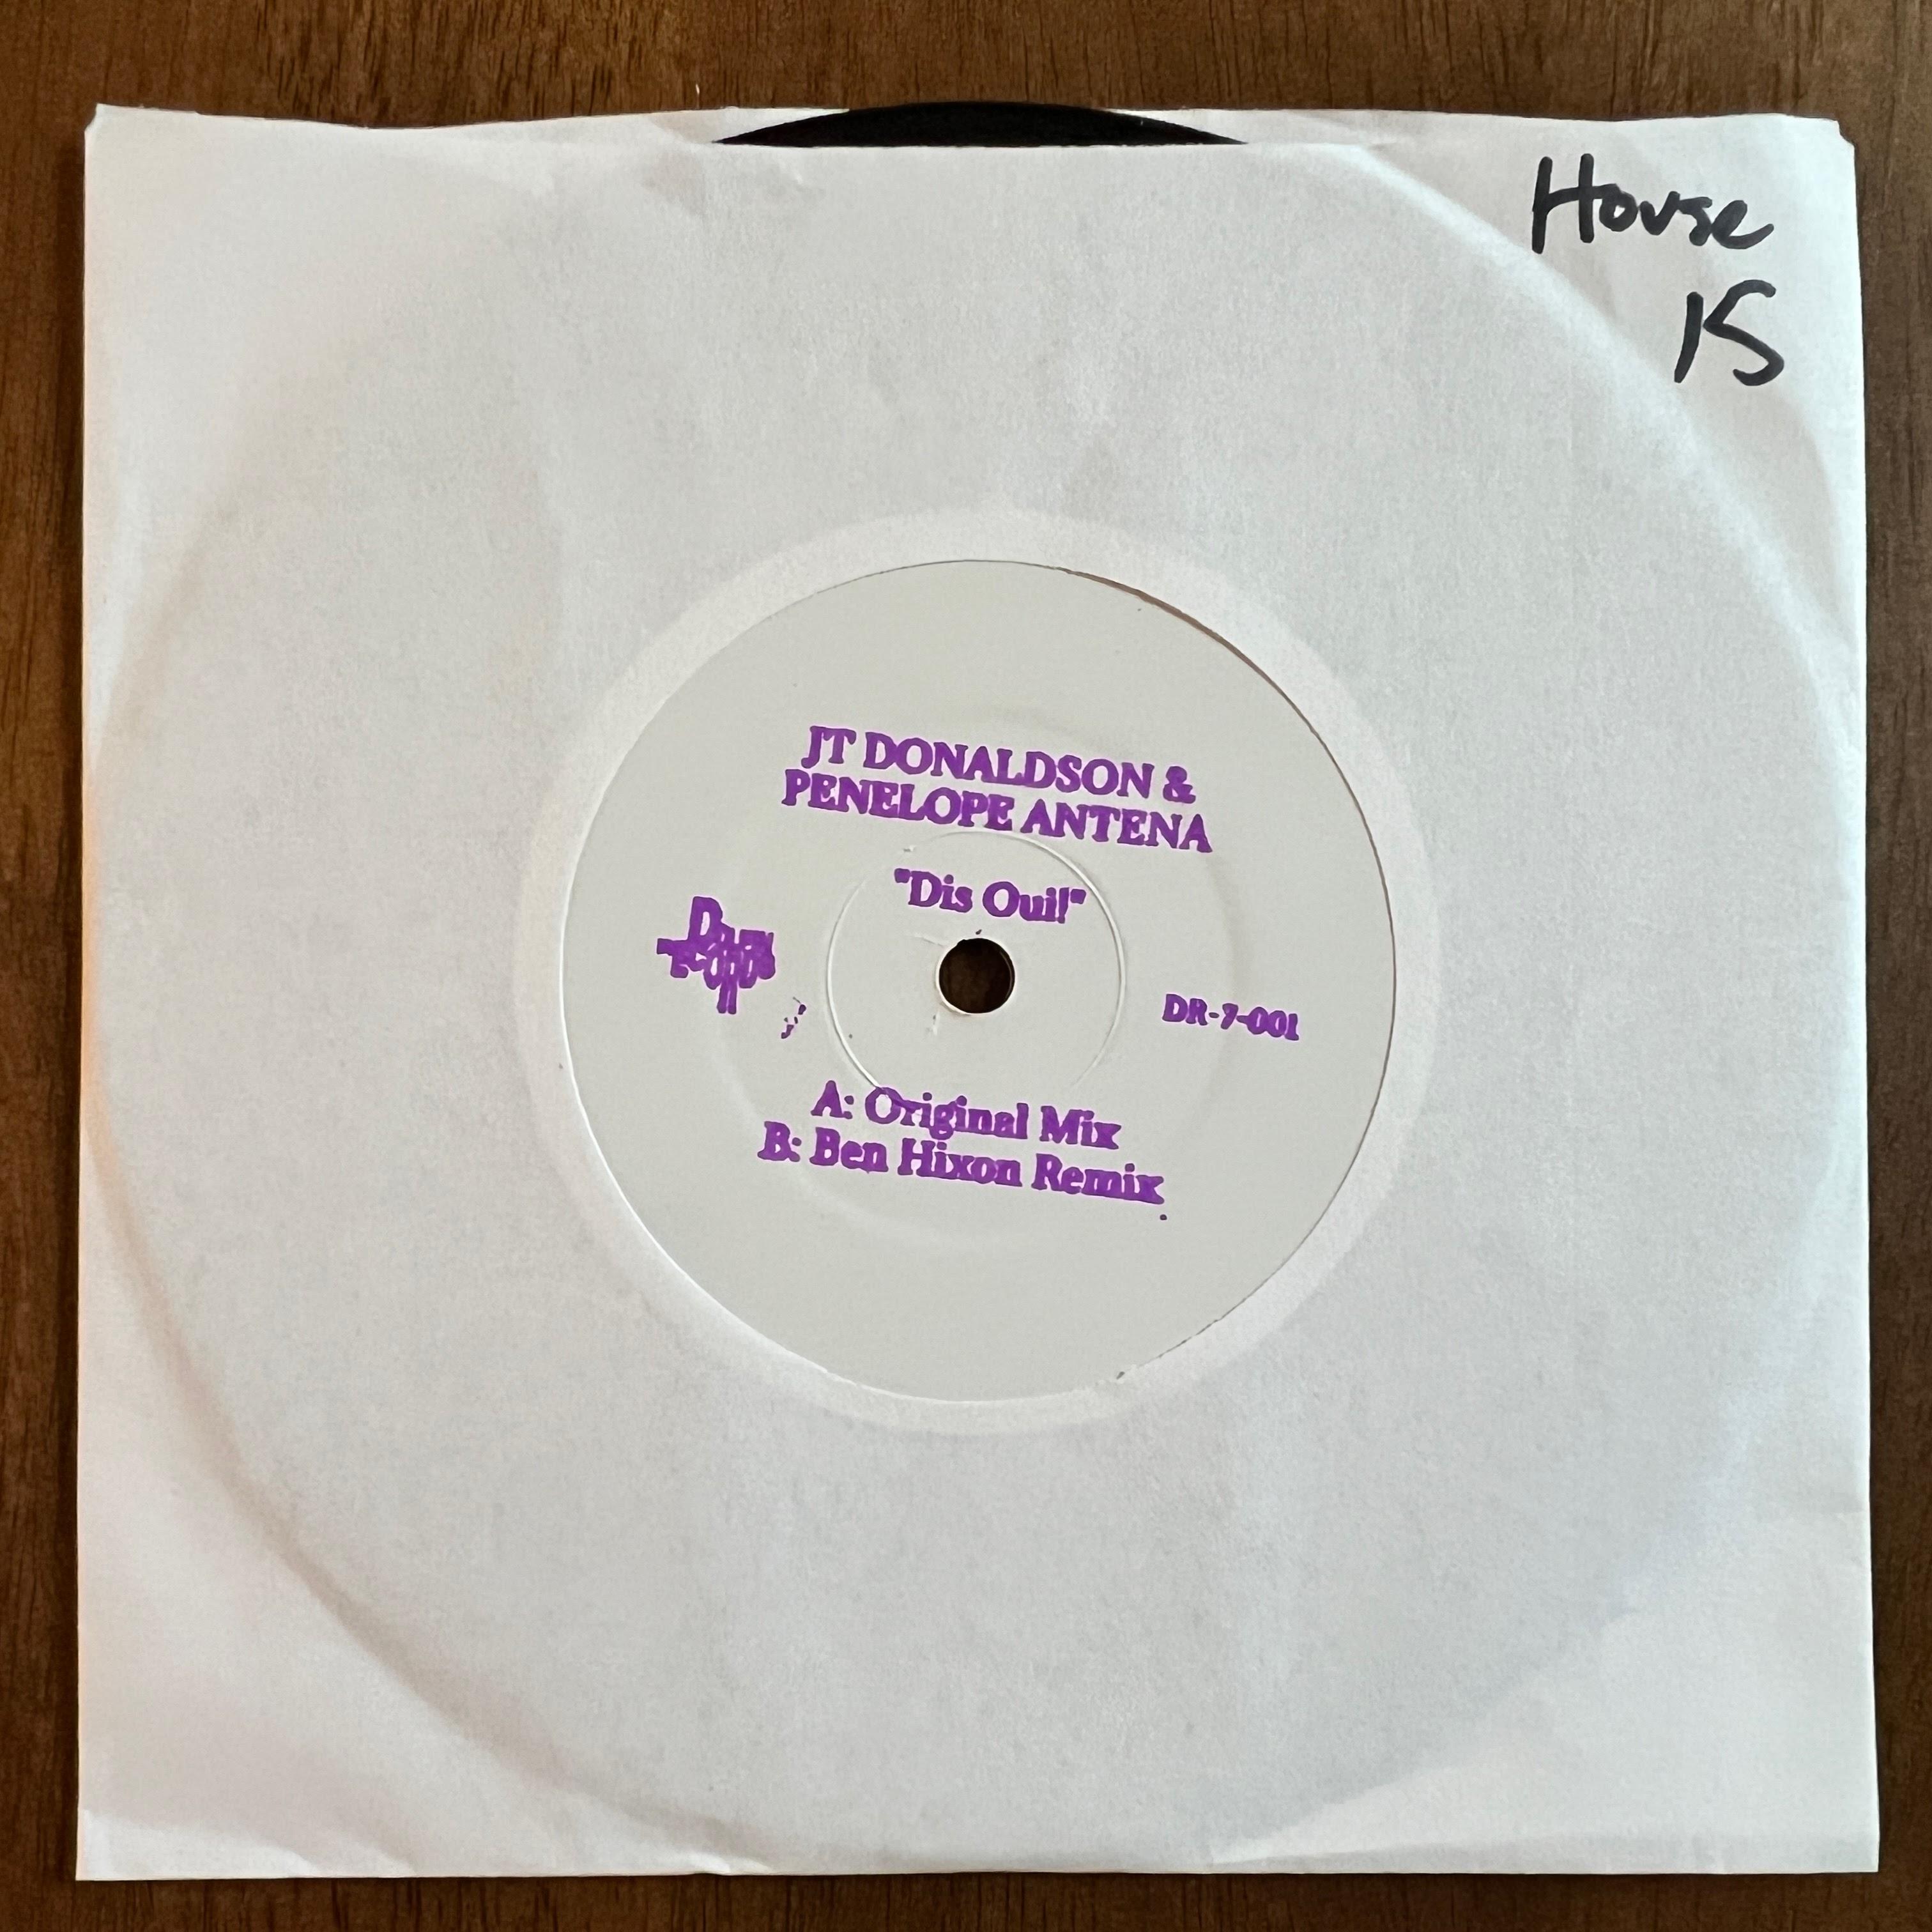 House
15
JT DONALDSON &
PENELOPE ANTENA
"Dis Oui!"
DR-7-001
A: Original Mix
B: Ben Hixon Remix